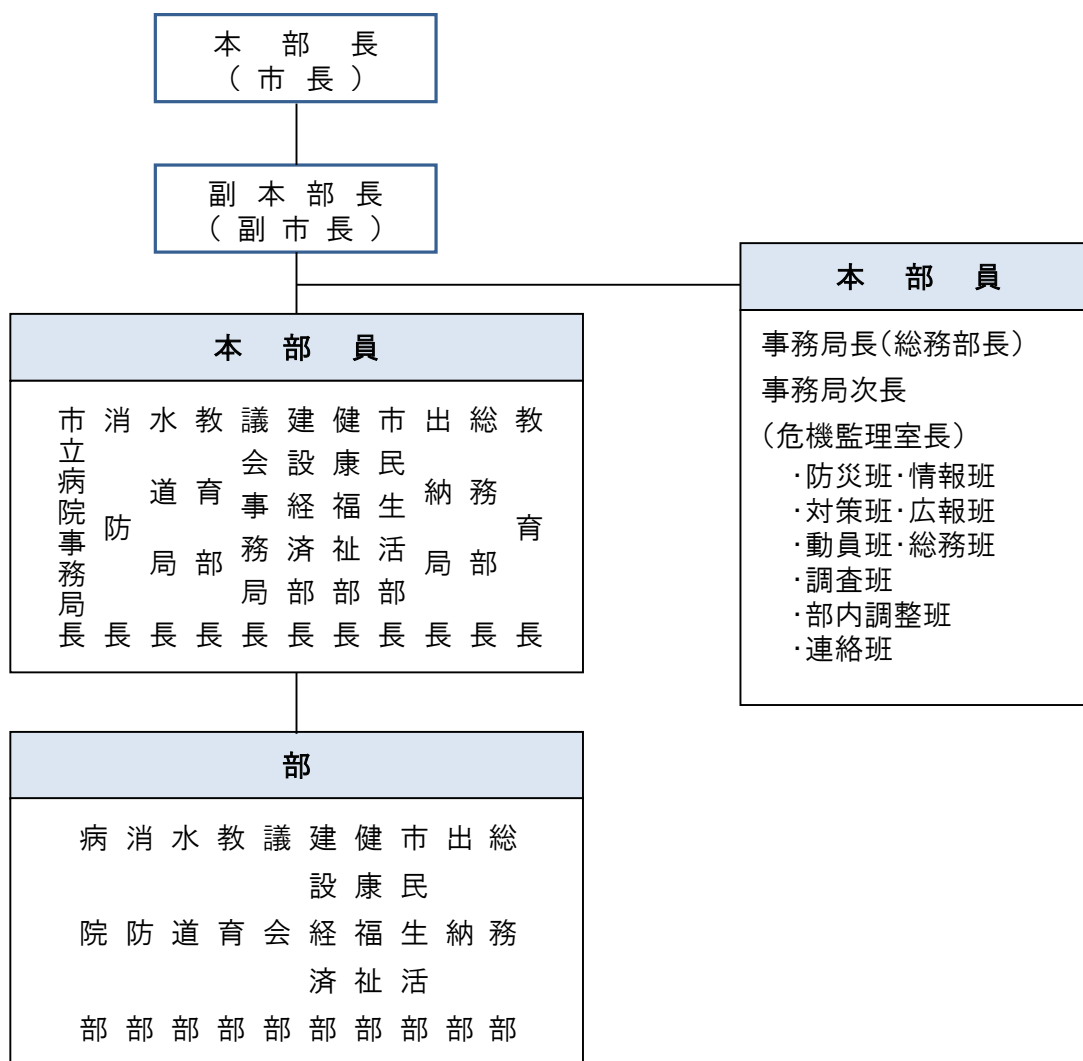 本部長
(市長)
副本部長
(副市長)
本部員
教育長
総務部長
出納局長
市民生活部長
健康福祉部長
建設経済部長
議会事務局長
教育部長
水道局長
消防長
市立病院事務局長
本部員
事務局長(総務部長)
事務局次長
(危機監理室長)
・防災班・情報班
・対策班・広報班
・動員班・総務班
・調査班
・部内調整班
・連絡班
部
総務部
出納部
市民生活部
健康福祉部
建設経済部
議会部
教育部
水道部
消防部
病院部